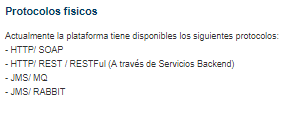 Protocolos físicos
Actualmente la plataforma tiene disponibles los siguientes protocolos:
- HTTP/ SOAP
- HTTP/ REST / RESTFul (A través de Servicios Backend)
- JMS/ MQ
- JMS/ RABBIT